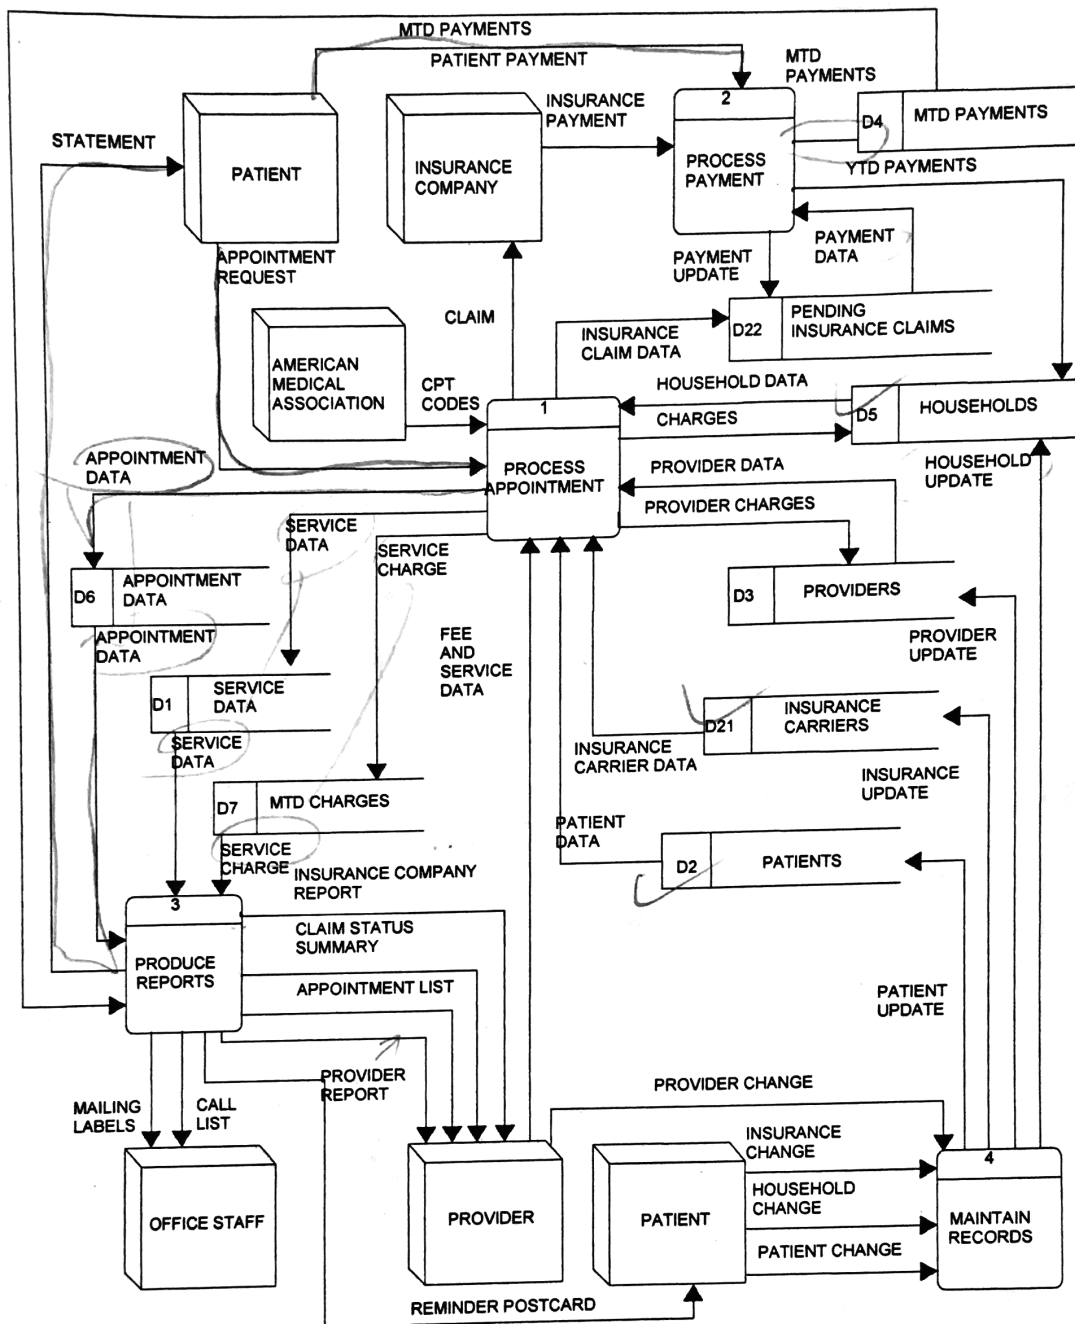 MTD PAYMENTS
PATIENT PAYMENT
MTD
PAYMENTS
INSURANCE
PAYMENT
2
D4
MTD PAYMENTS
STATEMENT
PATIENT
INSURANCE
COMPANY
PROCESS
PAYMENT
YTD PAYMENTS
APPOINTMENT
REQUEST
PAYMENT
UPDATE
PAYMENT
DATA
CLAIM
INSURANCE
CLAIM DATA
D22
PENDING
INSURANCE CLAIMS
AMERICAN
MEDICAL
ASSOCIATION
CPT
CODES
HOUSEHOLD DATA
CHARGES
D5
HOUSEHOLDS
1
PROCESS
APPOINTMENT
APPOINTMENT
DATA
PROVIDER DATA
HOUSEHOLD
UPDATE
PROVIDER CHARGES
SERVICE
DATA
SERVICE
CHARGE
D6
APPOINTMENT
DATA
D3
PROVIDERS
APPOINTMENT
DATA
FEE
AND
SERVICE
DATA
PROVIDER
UPDATE
D1
SERVICE
DATA
D21
INSURANCE
CARRIERS
SERVICE
DATA
INSURANCE
CARRIER DATA
INSURANCE
UPDATE
D7
MTD CHARGES
PATIENT
DATA
SERVICE
CHARGE
INSURANCE COMPANY
REPORT
D2
PATIENTS
3
PRODUCE
REPORTS
CLAIM STATUS
SUMMARY
APPOINTMENT LIST
PATIENT
UPDATE
PROVIDER
REPORT
PROVIDER CHANGE
MAILING
LABELS
CALL
LIST
INSURANCE
CHANGE
4
OFFICE STAFF
PROVIDER
PATIENT
HOUSEHOLD
CHANGE
MAINTAIN
RECORDS
PATIENT CHANGE
REMINDER POSTCARD